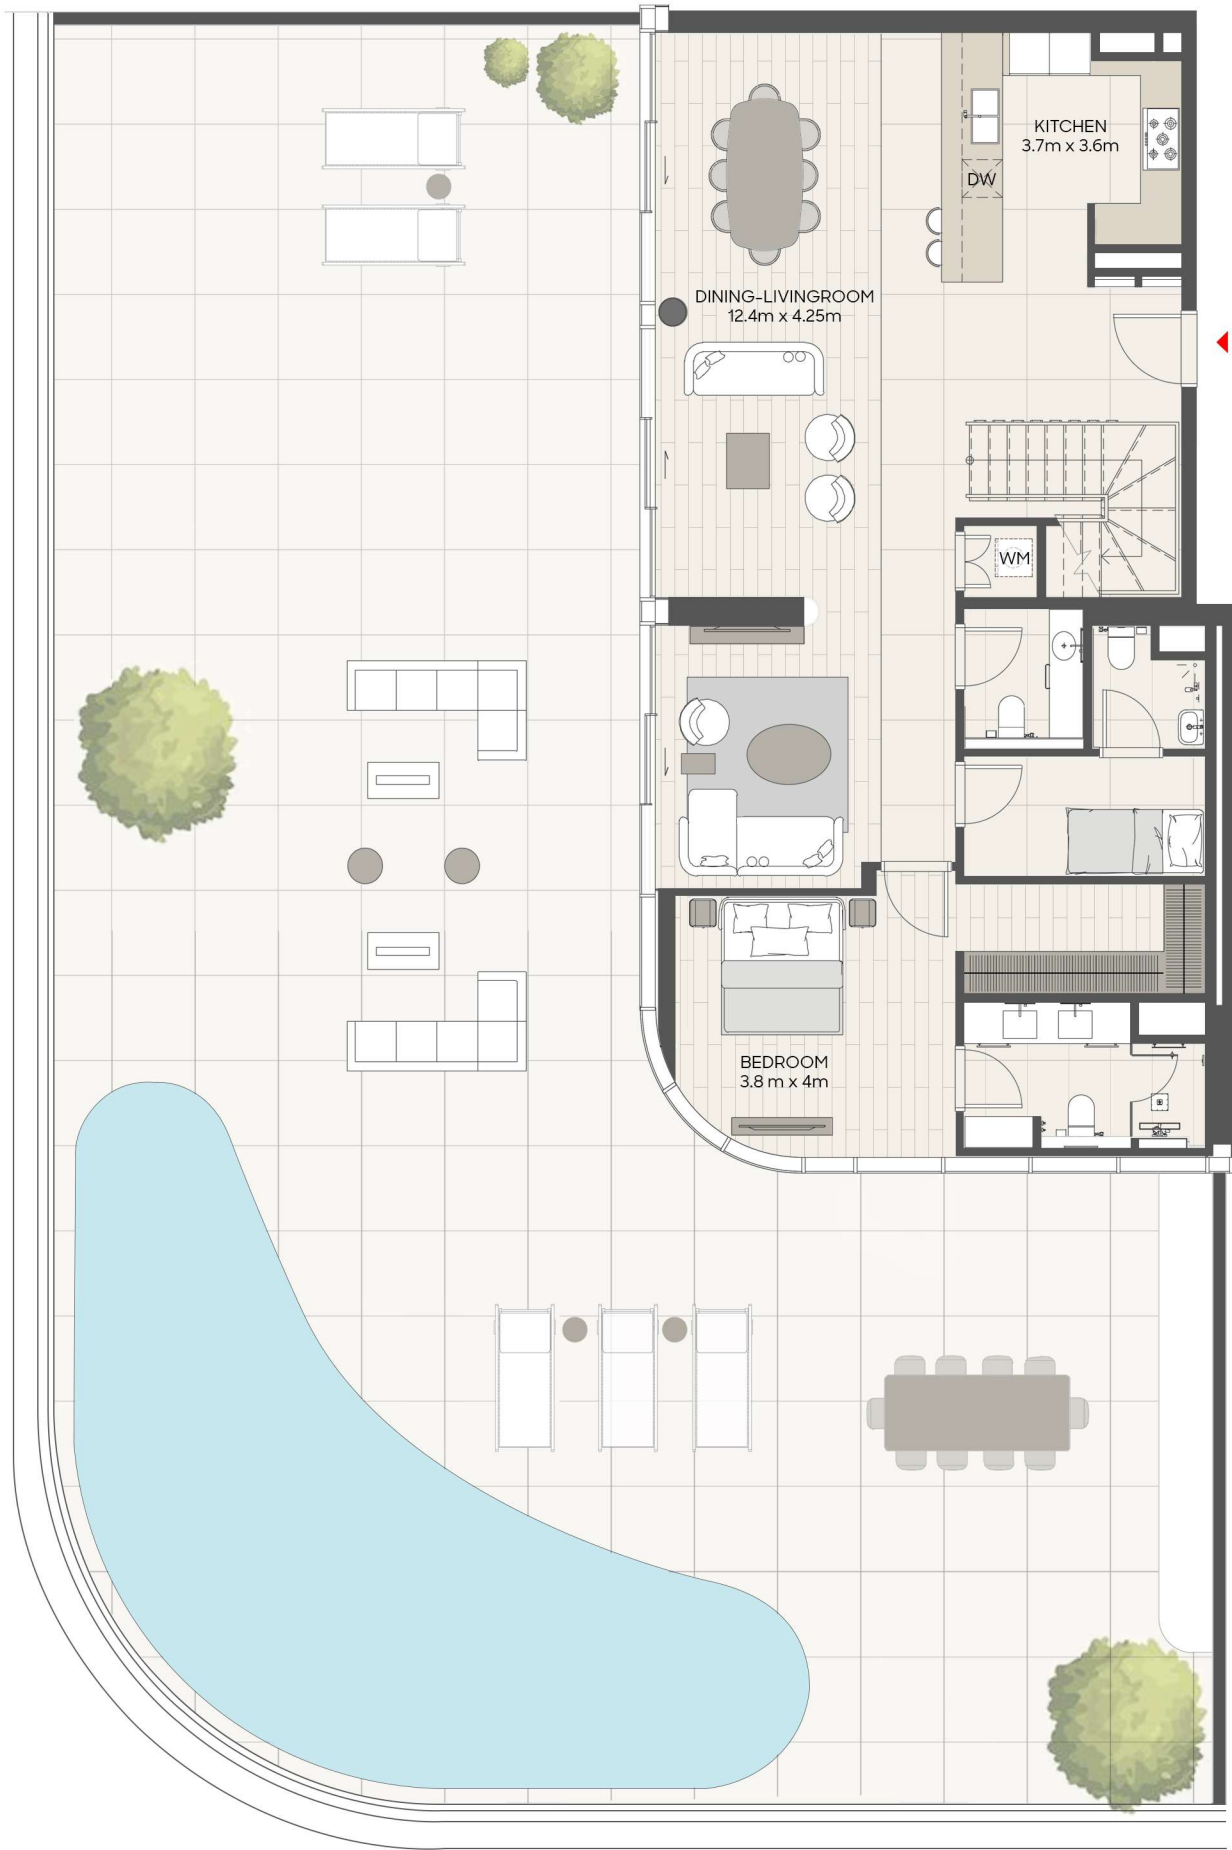 KITCHEN
3.7m x 3.6m
DW
DINING-LIVINGROOM
12.4m x 4.25m
WM
BEDROOM
3.8 m x 4m